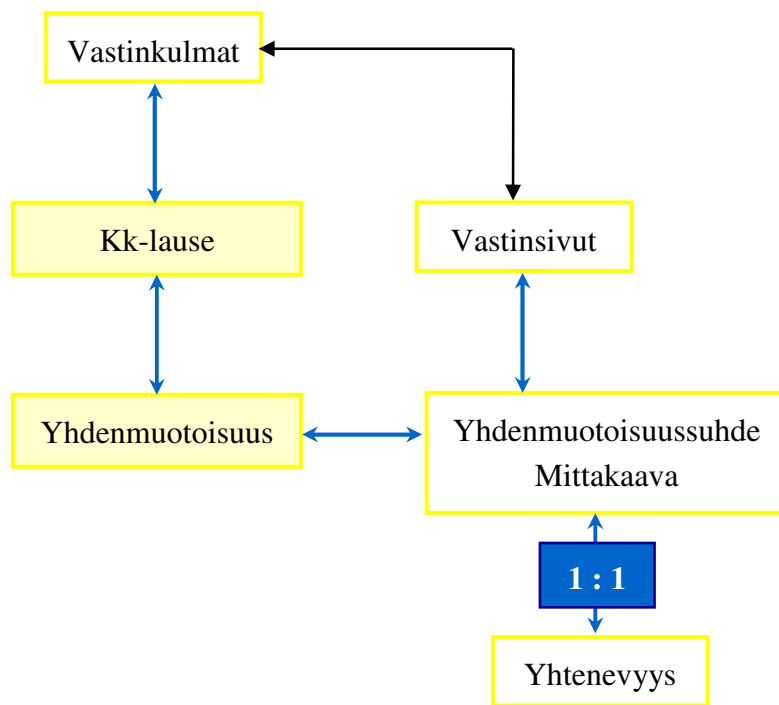 Vastinkulmat
Kk-lause
Vastinsivut
Yhdenmuotoisuus
Yhdenmuotoisuussuhde
Mittakaava
1 : 1
Yhtenevyys